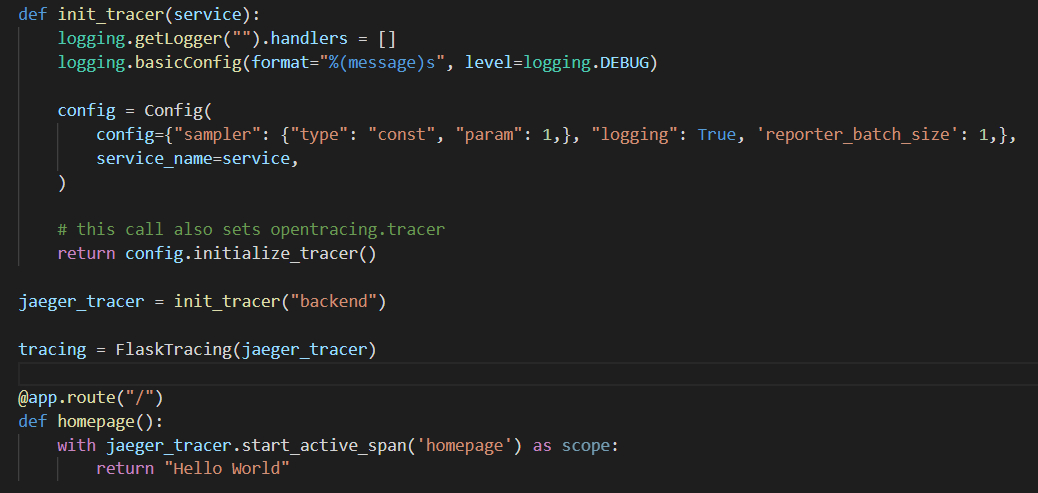 def init_tracer(service):
    logging.getLogger("").handlers = []
    logging.basicConfig(format="%(message)s", level=logging.DEBUG)
    config = Config(
        config={"sampler": {"type": "const", "param": 1,}, "logging": True, 'reporter_batch_size': 1,},
        service_name=service,
    )
    # this call also sets opentracing.tracer
    return config.initialize_tracer()
jaeger_tracer = init_tracer("backend")
tracing = FlaskTracing(jaeger_tracer)
@app.route("/")
def homepage():
    with jaeger_tracer.start_active_span('homepage') as scope:
        return "Hello World"